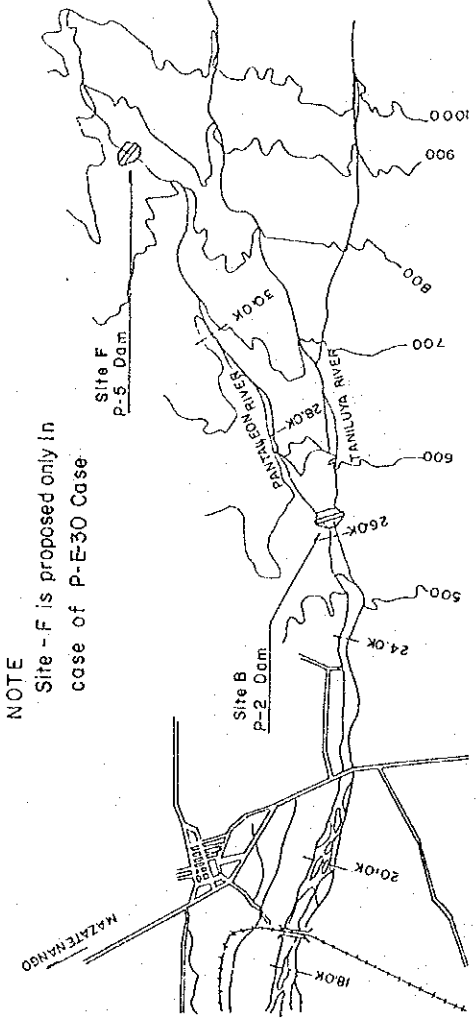 NOTE
Site - F is proposed only in
case of P-E-30 Case
Site F
P-5 Dam
Site B
P-2 Dam
MAZATENANGO
PANTALEON RIVER
TANILUYA RIVER
30.0K
28.0K
26.0K
24.0K
20.0K
18.0K
500
600
700
800
900
1000